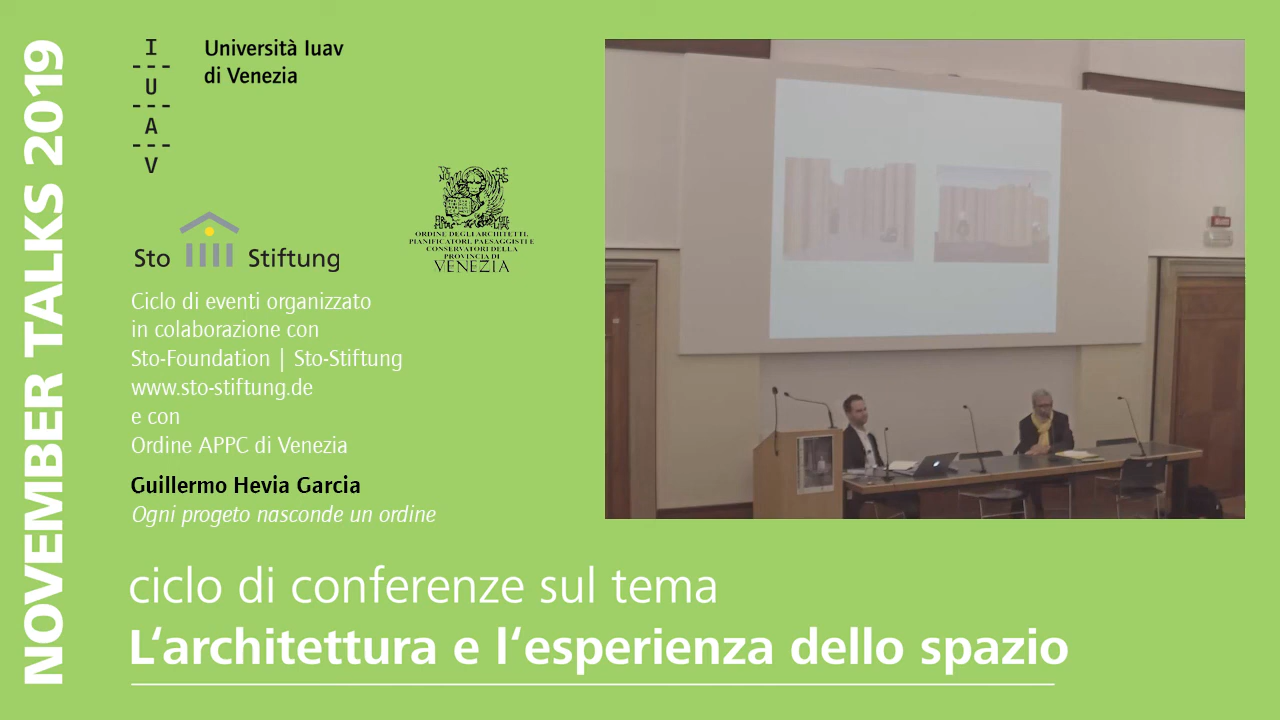 NOVEMBER TALKS 2019
I
U
A
V
Università Iuav
di Venezia
Sto Stiftung
ORDINE DEGLI ARCHITETTI,
PIANIFICATORI, PAESAGGISTI E
CONSERVATORI DELLA
PROVINCIA DI
VENEZIA
Ciclo di eventi organizzato
in colaborazione con
Sto-Foundation | Sto-Stiftung
www.sto-stiftung.de
e con
Ordine APPC di Venezia
Guillermo Hevia Garcia
Ogni progeto nasconde un ordine
ciclo di conferenze sul tema
L‘architettura e l‘esperienza dello spazio